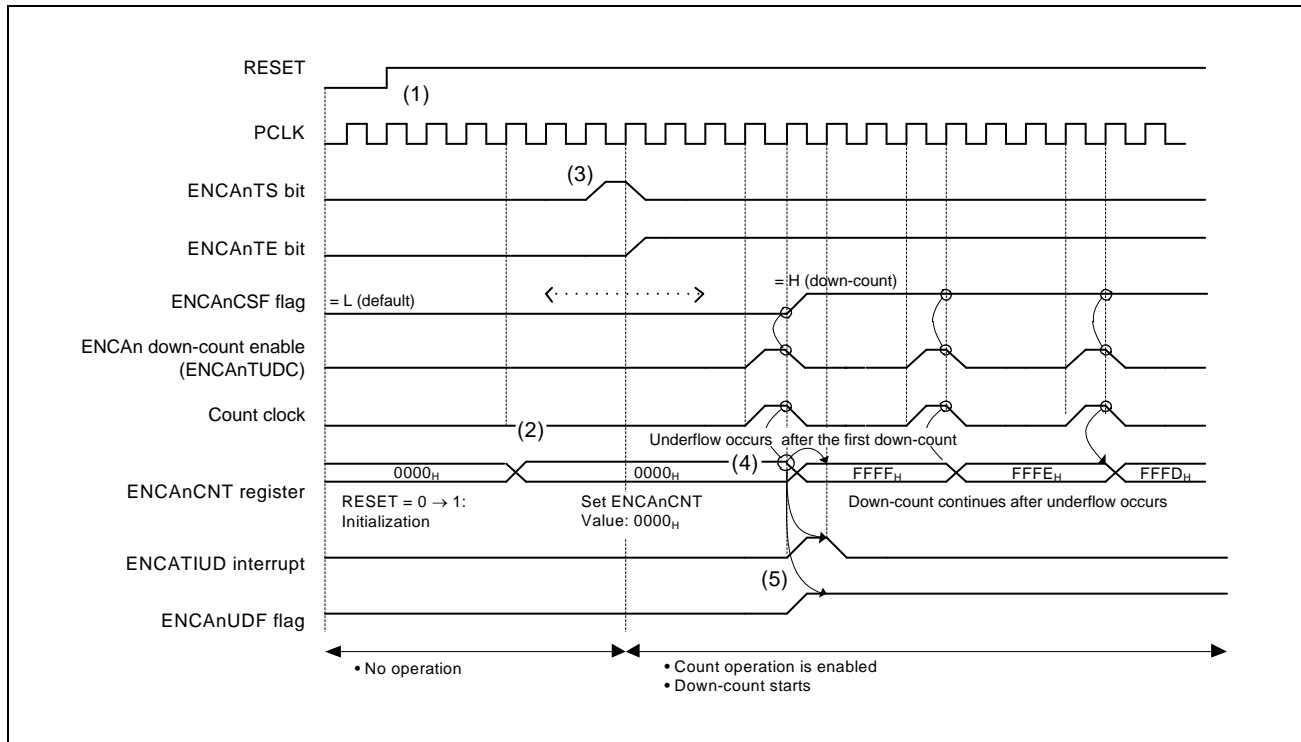 RESET
(1)
PCLK
(3)
ENCAnTS bit
ENCAnTE bit
ENCAnCSF flag
= L (default)
= H (down-count)
ENCAn down-count enable
(ENCAnTUDC)
Count clock
(2)
Underflow occurs after the first down-count
(4)
ENCAnCNT register
0000H
0000H
FFFFH
FFFEH
FFFDH
RESET = 0 → 1:
Initialization
Set ENCAnCNT
Value: 0000H
Down-count continues after underflow occurs
ENCATIUD interrupt
(5)
ENCAnUDF flag
• No operation
• Count operation is enabled
• Down-count starts